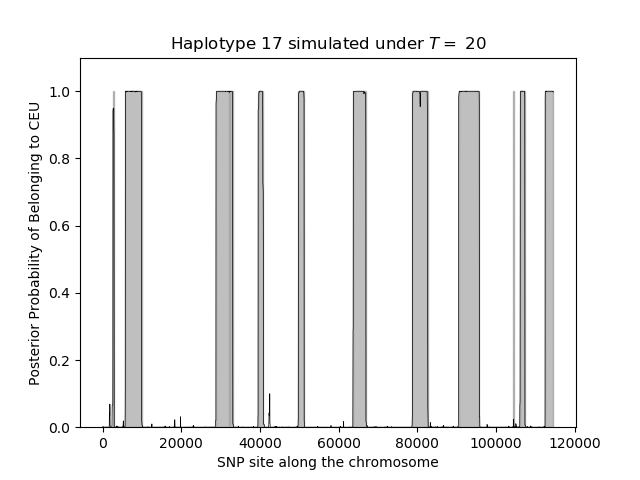 Haplotype 17 simulated under T = 20
Posterior Probability of Belonging to CEU
1.0
0.8
0.6
0.4
0.2
0.0
0 20000 40000 60000 80000 100000 120000
SNP site along the chromosome